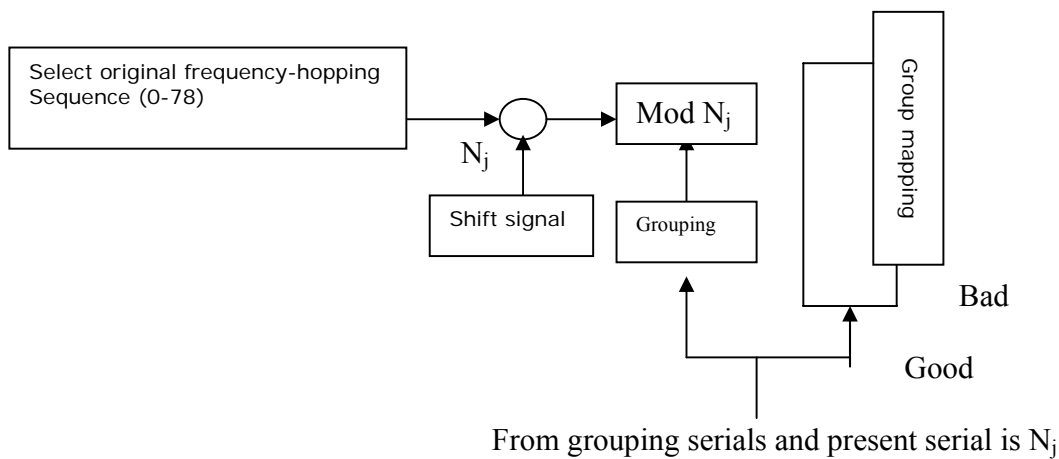 Select original frequency-hopping
Sequence (0-78)
Group mapping
Mod Nj
Nj
Shift signal
Grouping
Bad
Good
From grouping serials and present serial is Nj